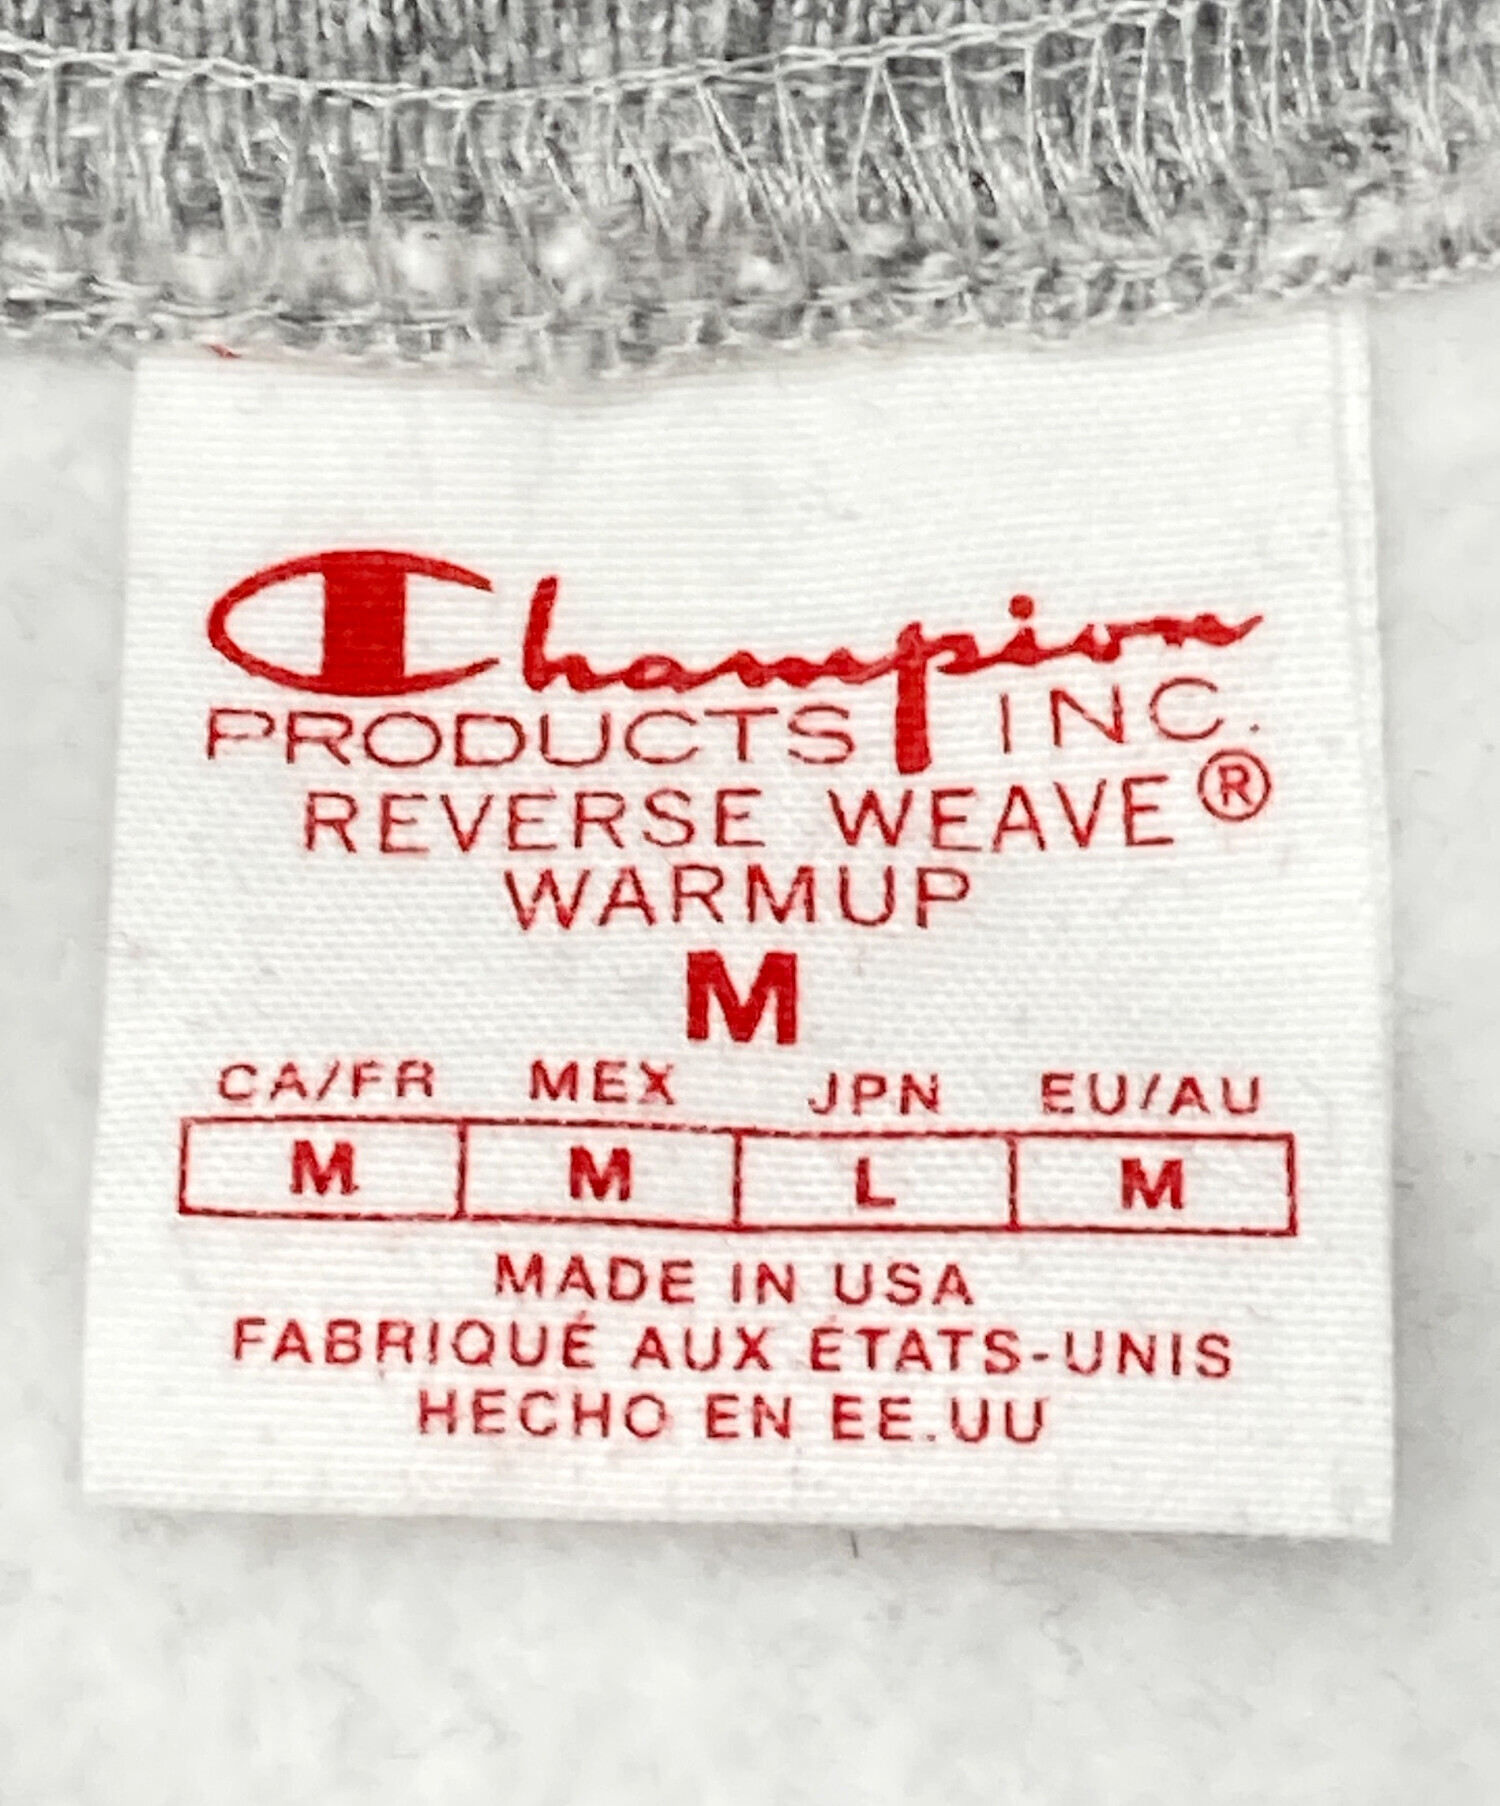 Champion
PRODUCTS INC.
REVERSE WEAVE®
WARMUP
M
CA/FR MEX JPN EU/AU
M M L M
MADE IN USA
FABRIQUÉ AUX ÉTATS-UNIS
HECHO EN EE.UU